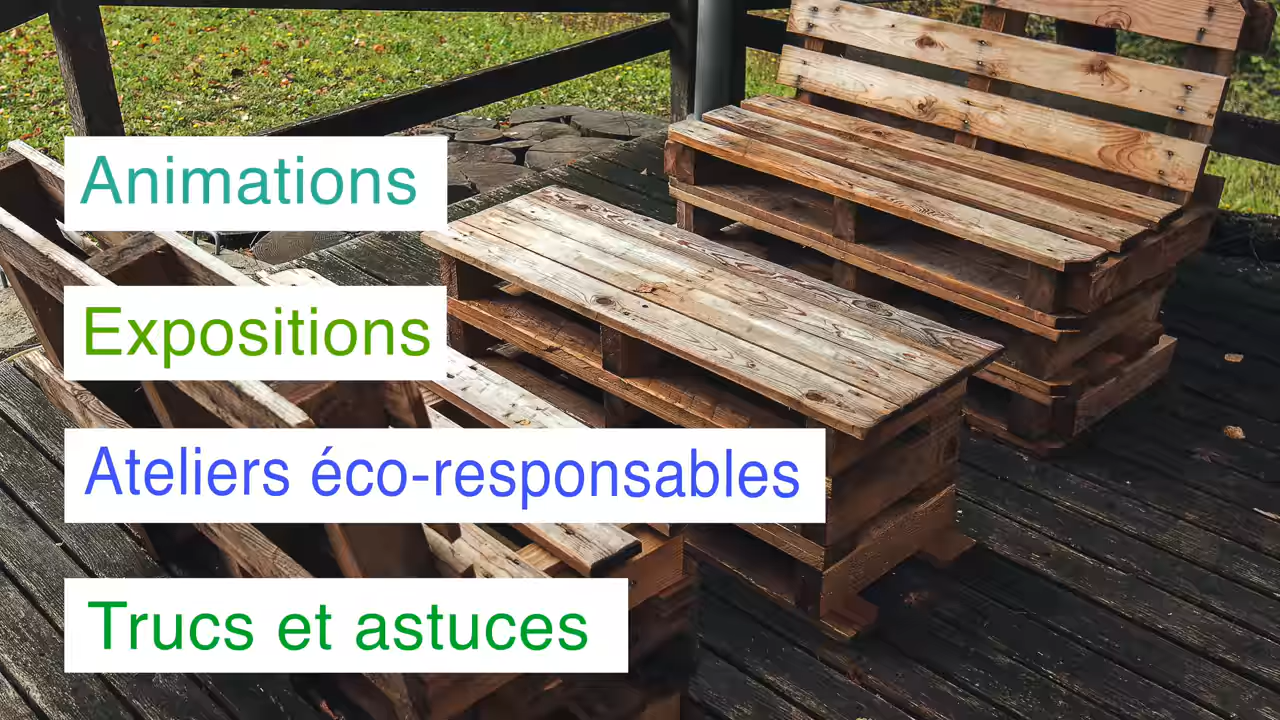 Animations
Expositions
Ateliers éco-responsables
Trucs et astuces